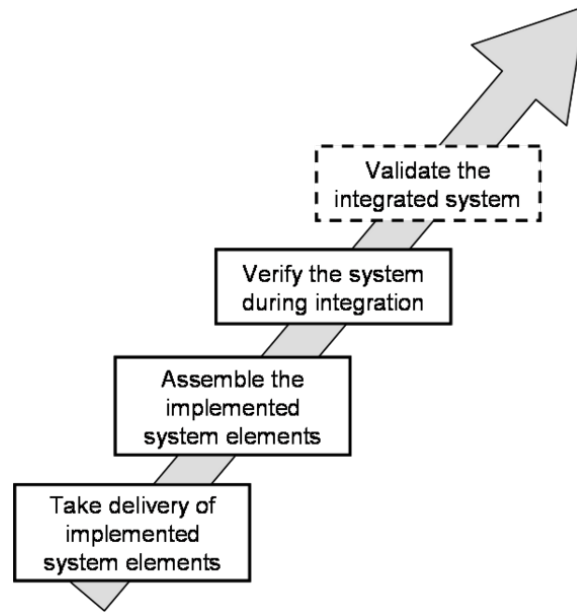 Validate the
integrated system
Verify the system
during integration
Assemble the
implemented
system elements
Take delivery of
implemented
system elements